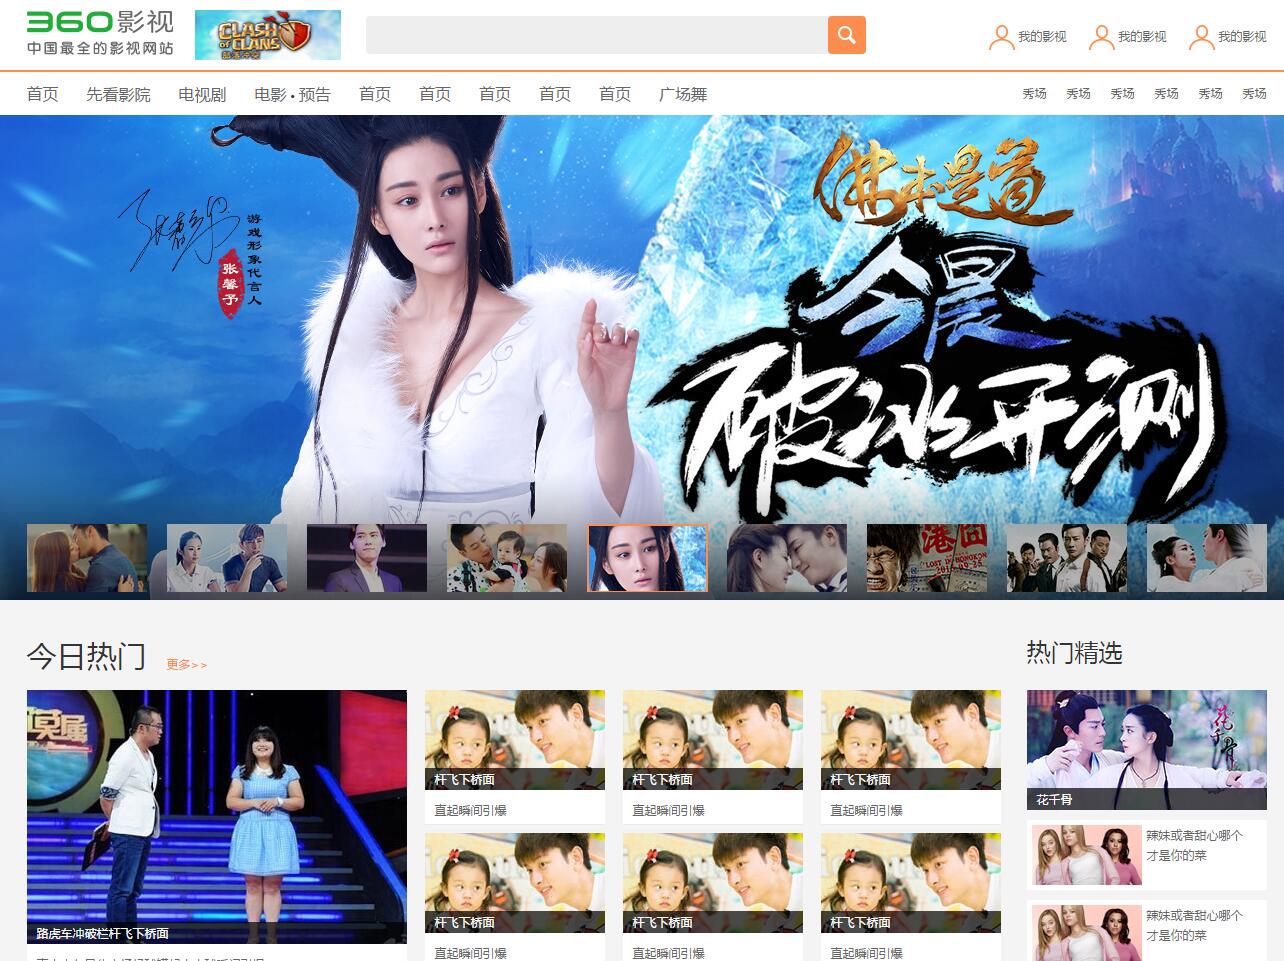 360影视
中国最全的影视网站
CLASH
OF CLANS
部落冲突
我的影视
我的影视
我的影视
首页
先看影院
电视剧
电影 • 预告
首页
首页
首页
首页
首页
广场舞
秀场
秀场
秀场
秀场
秀场
秀场
佛本是道
今晨
破冰开测
游戏形象代言人
张馨予
港囧
LOST IN HONGKONG
今日热门
更多>>
热门精选
路虎车冲破栏杆飞下桥面
杆飞下桥面
直起瞬间引爆
杆飞下桥面
直起瞬间引爆
杆飞下桥面
直起瞬间引爆
杆飞下桥面
直起瞬间引爆
杆飞下桥面
直起瞬间引爆
杆飞下桥面
直起瞬间引爆
花千骨
花千骨
辣妹或者甜心哪个
才是你的菜
辣妹或者甜心哪个
才是你的菜